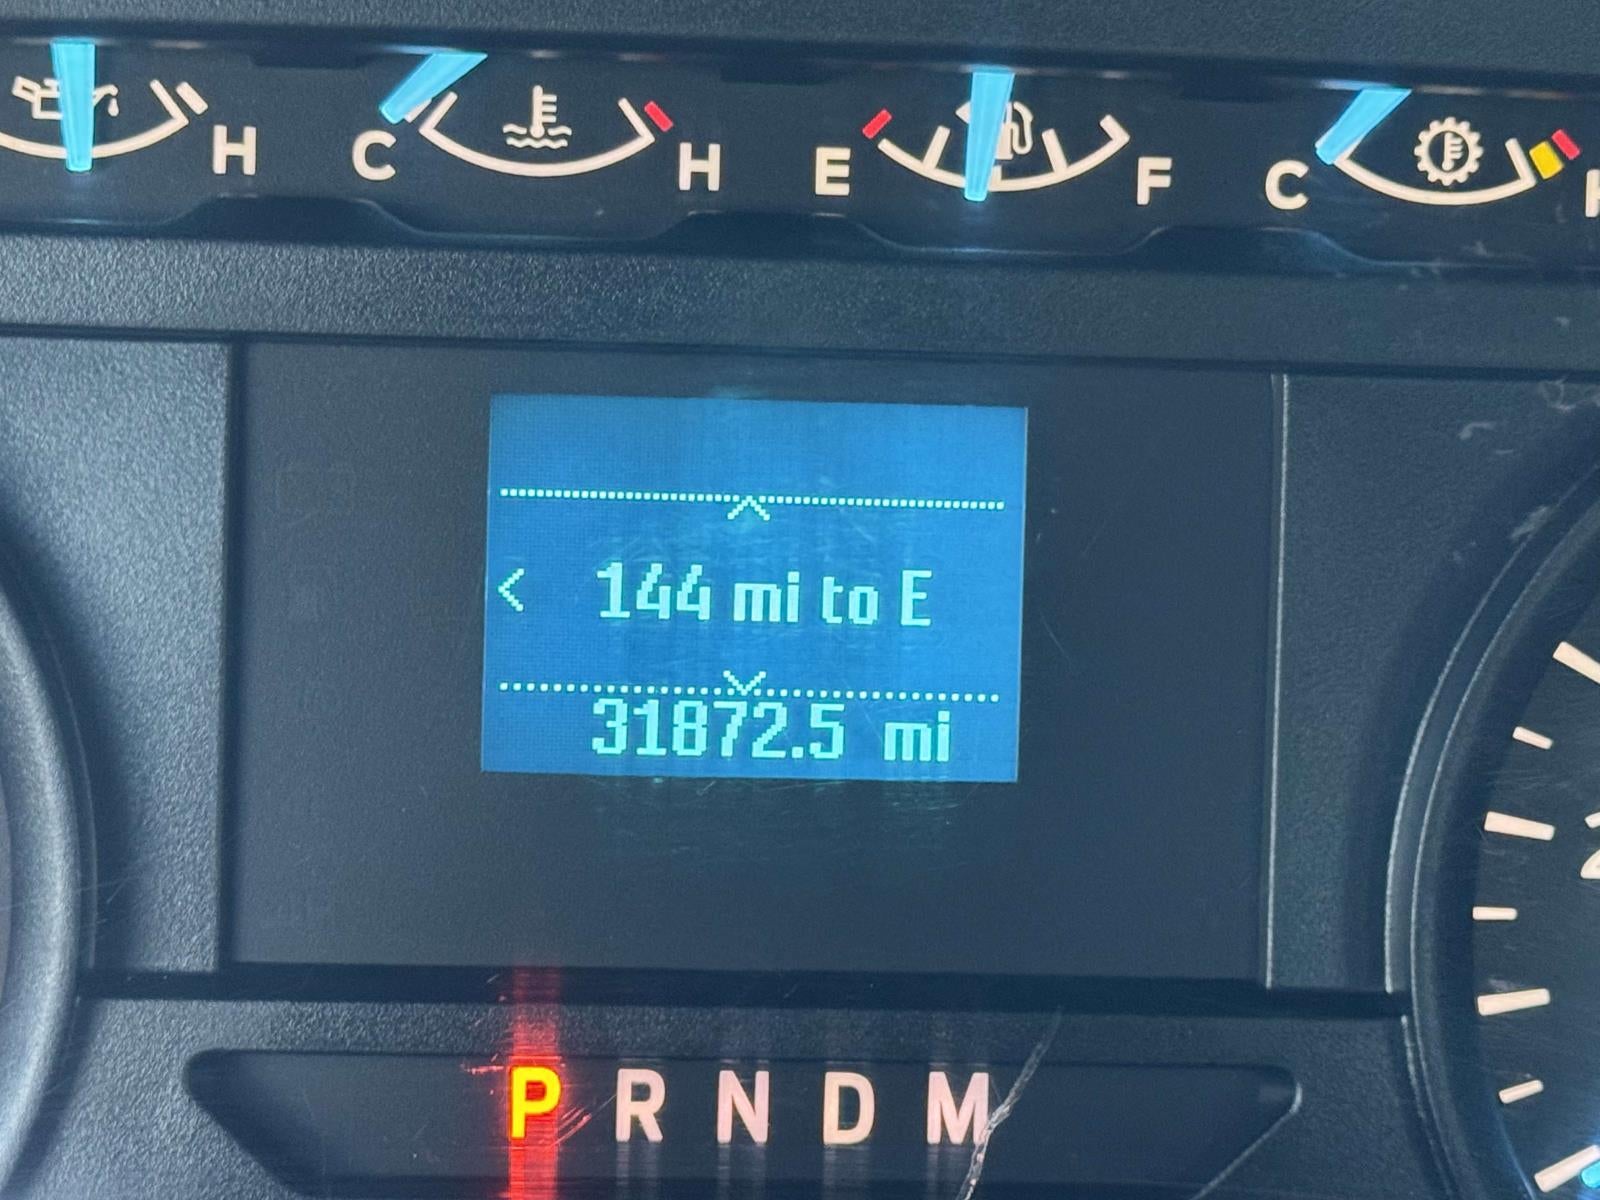 H C H E F C
< 144 mi to E
31872.5 mi
P R N D M